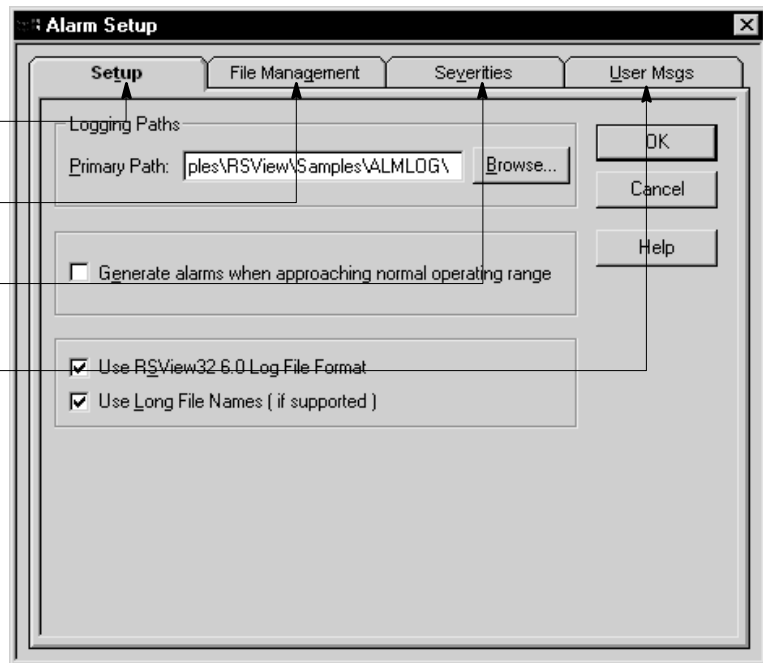 Alarm Setup
Setup
File Management
Severities
User Msgs
Logging Paths
Primary Path:
ples\RSView\Samples\ALMLOG\
Browse...
OK
Cancel
Help
Generate alarms when approaching normal operating range
Use RSView32 6.0 Log File Format
Use Long File Names ( if supported )